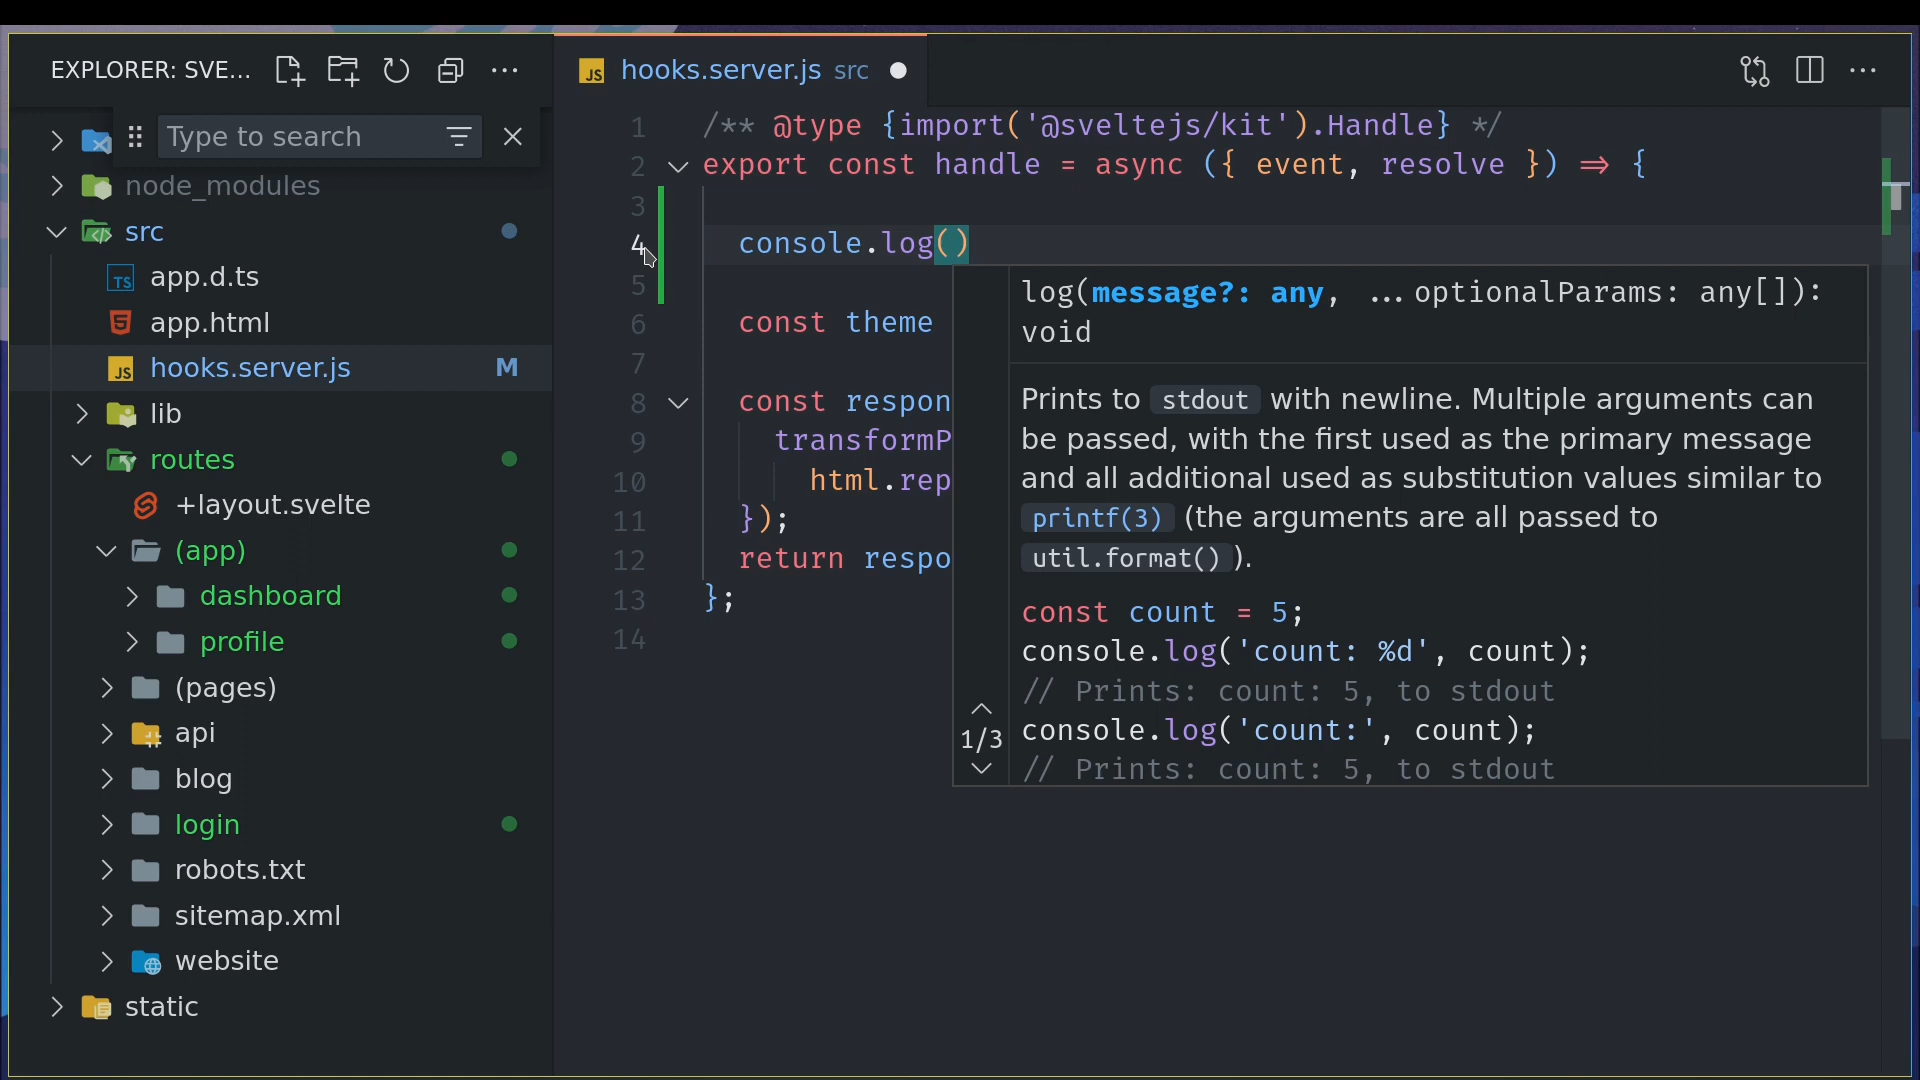 EXPLORER: SVE...
Type to search
node_modules
src
app.d.ts
app.html
hooks.server.js M
lib
routes
+layout.svelte
(app)
dashboard
profile
(pages)
api
blog
login
robots.txt
sitemap.xml
website
static
hooks.server.js src
1 /** @type {import('@sveltejs/kit').Handle} */
2 export const handle = async ({ event, resolve }) => {
3
4 console.log()
5
6 const theme
7
8 const respon
9 transformP
10 html.rep
11 });
12 return respo
13 };
14
log(message?: any, ...optionalParams: any[]):
void
Prints to stdout with newline. Multiple arguments can
be passed, with the first used as the primary message
and all additional used as substitution values similar to
printf(3) (the arguments are all passed to
util.format()).
const count = 5;
console.log('count: %d', count);
// Prints: count: 5, to stdout
console.log('count:', count);
// Prints: count: 5, to stdout
1/3